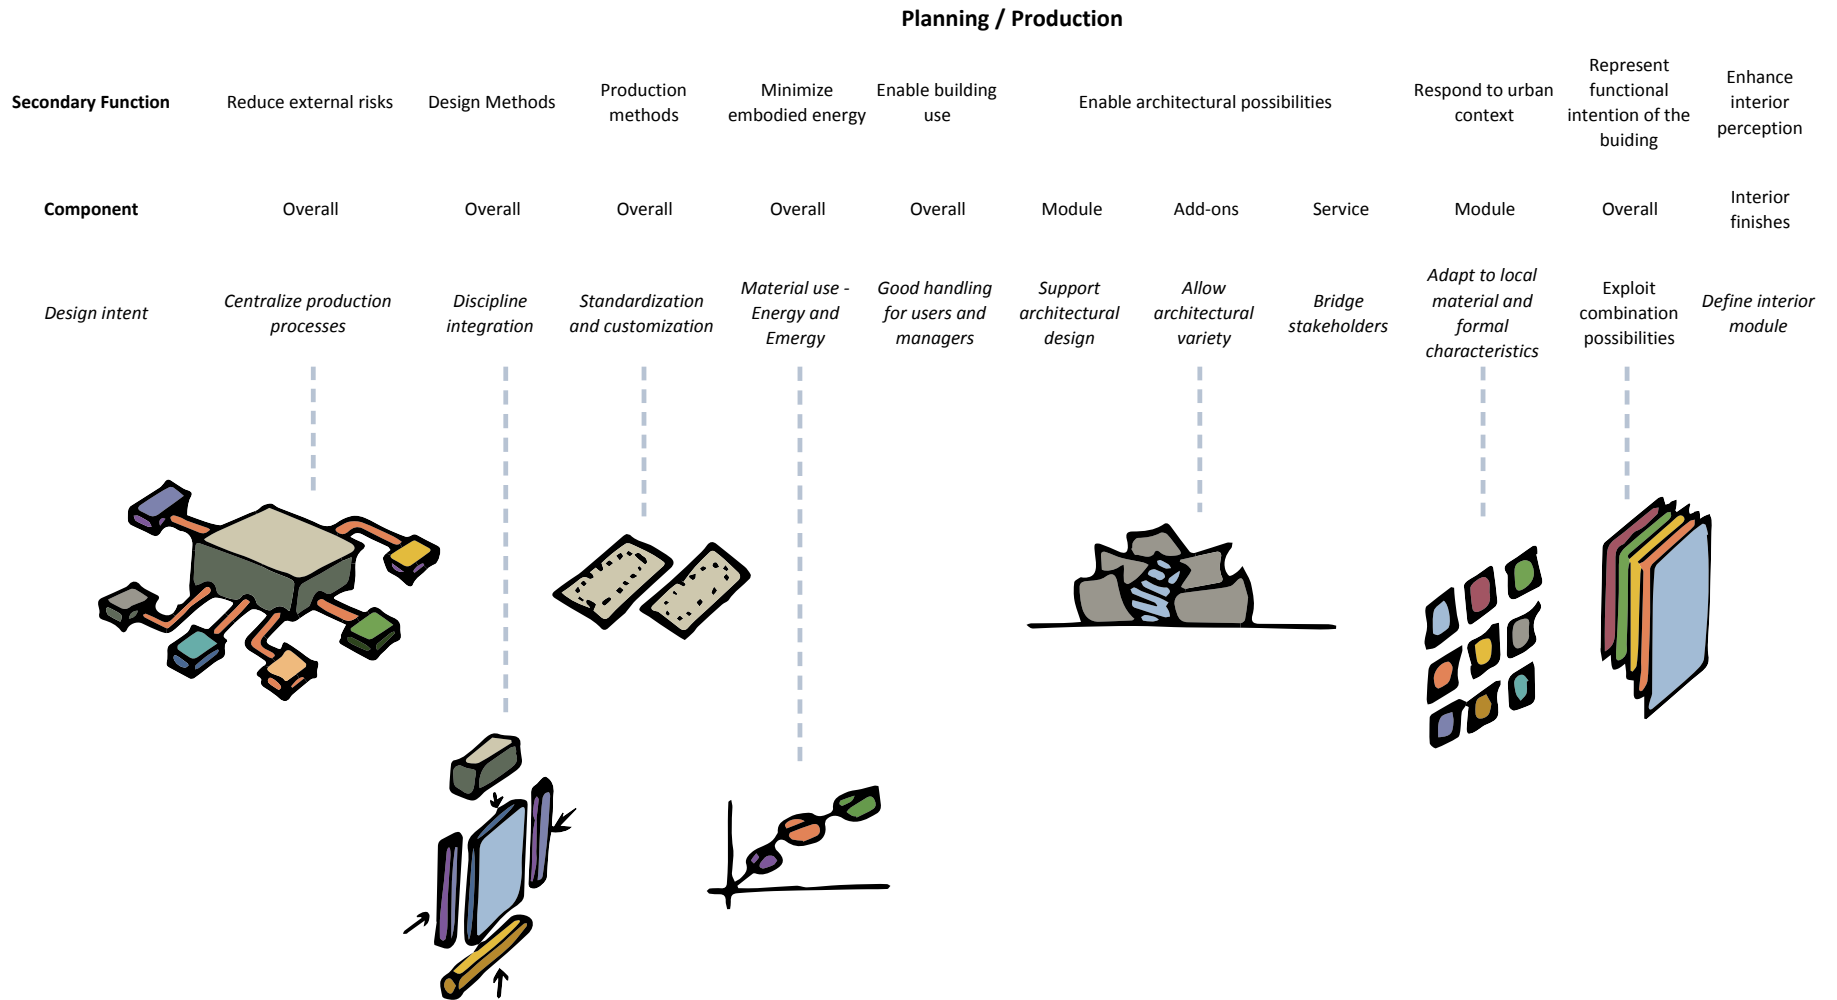 Planning / Production
Secondary Function
Reduce external risks
Design Methods
Production
methods
Minimize
embodied energy
Enable building
use
Enable architectural possibilities
Respond to urban
context
Represent
functional
intention of the
buiding
Enhance
interior
perception
Component
Overall
Overall
Overall
Overall
Overall
Module
Add-ons
Service
Module
Overall
Interior
finishes
Design intent
Centralize production
processes
Discipline
integration
Standardization
and customization
Material use -
Energy and
Emergy
Good handling
for users and
managers
Support
architectural
design
Allow
architectural
variety
Bridge
stakeholders
Adapt to local
material and
formal
characteristics
Exploit
combination
possibilities
Define interior
module